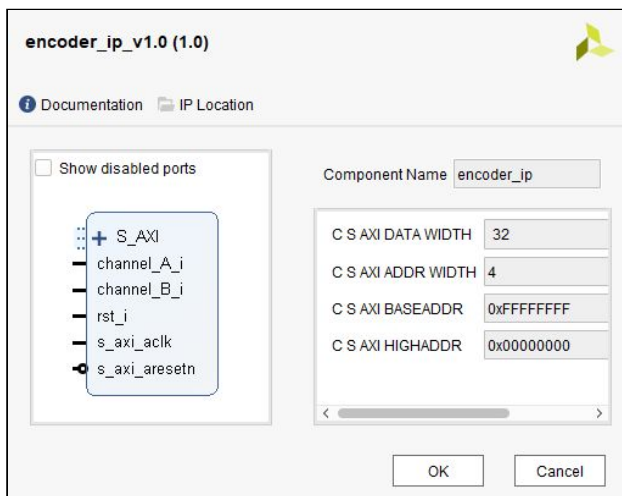 encoder_ip_v1.0 (1.0)
Documentation IP Location
Show disabled ports
S_AXI
channel_A_i
channel_B_i
rst_i
s_axi_aclk
s_axi_aresetn
Component Name encoder_ip
C S AXI DATA WIDTH 32
C S AXI ADDR WIDTH 4
C S AXI BASEADDR 0xFFFFFFFF
C S AXI HIGHADDR 0x00000000
OK Cancel